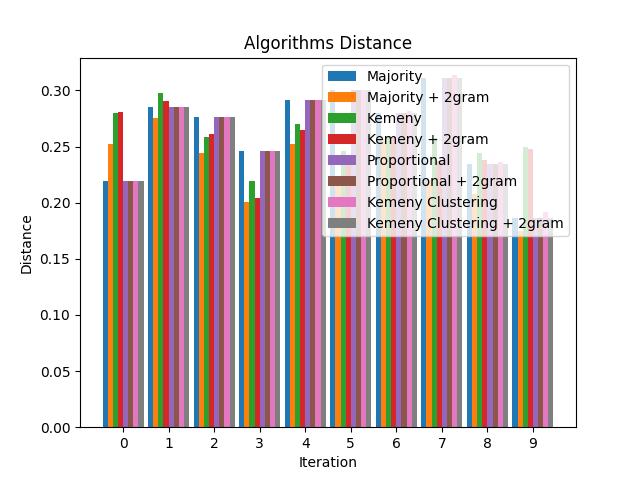 Algorithms Distance
Majority
Majority + 2gram
Kemeny
Kemeny + 2gram
Proportional
Proportional + 2gram
Kemeny Clustering
Kemeny Clustering + 2gram
Distance
0.30
0.25
0.20
0.15
0.10
0.05
0.00
0 1 2 3 4 5 6 7 8 9
Iteration